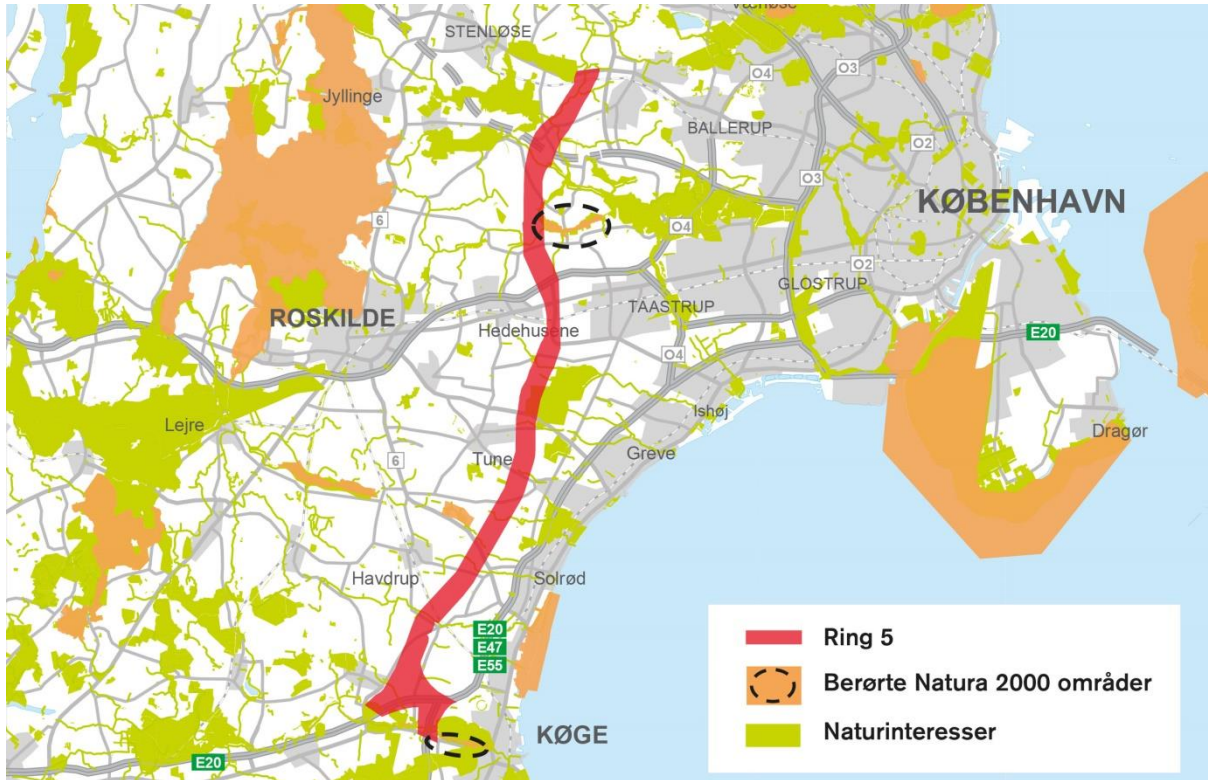 Værløse
STENLØSE
O4
O3
Jyllinge
BALLERUP
O2
O3
KØBENHAVN
6
O4
O2
GLOSTRUP
TAASTRUP
ROSKILDE
Hedehusene
E20
O4
Ishøj
Lejre
Dragør
Greve
Tune
6
Havdrup
Solrød
E20
E47
E55
KØGE
E20
Ring 5
Berørte Natura 2000 områder
Naturinteresser